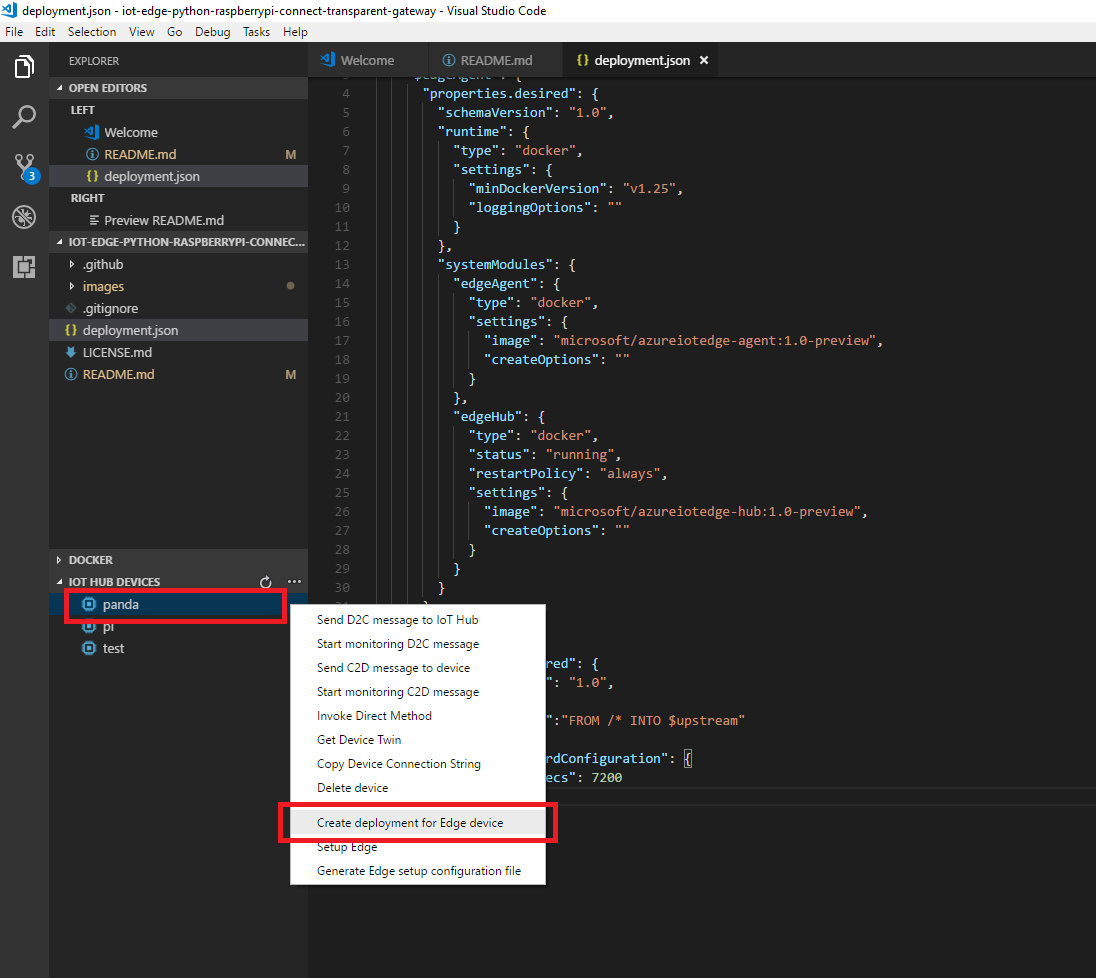 deployment.json - iot-edge-python-raspberrypi-connect-transparent-gateway - Visual Studio Code
File Edit Selection View Go Debug Tasks Help
EXPLORER
OPEN EDITORS
LEFT
Welcome
README.md M
{} deployment.json
RIGHT
Preview README.md
IOT-EDGE-PYTHON-RASPBERRYPI-CONNEC...
.github
images
.gitignore
{} deployment.json
LICENSE.md
README.md M
3
DOCKER
IOT HUB DEVICES
panda
pi
test
Welcome README.md {} deployment.json ×
4 "properties.desired": {
5 "schemaVersion": "1.0",
6 "runtime": {
7 "type": "docker",
8 "settings": {
9 "minDockerVersion": "v1.25",
10 "loggingOptions": ""
11 }
12 },
13 "systemModules": {
14 "edgeAgent": {
15 "type": "docker",
16 "settings": {
17 "image": "microsoft/azureiotedge-agent:1.0-preview",
18 "createOptions": ""
19 }
20 },
21 "edgeHub": {
22 "type": "docker",
23 "status": "running",
24 "restartPolicy": "always",
25 "settings": {
26 "image": "microsoft/azureiotedge-hub:1.0-preview",
27 "createOptions": ""
28 }
29 }
30 }
red": {
": "1.0",
":"FROM /* INTO $upstream"
rdConfiguration": {
ecs": 7200
Send D2C message to IoT Hub
Start monitoring D2C message
Send C2D message to device
Start monitoring C2D message
Invoke Direct Method
Get Device Twin
Copy Device Connection String
Delete device
Create deployment for Edge device
Setup Edge
Generate Edge setup configuration file